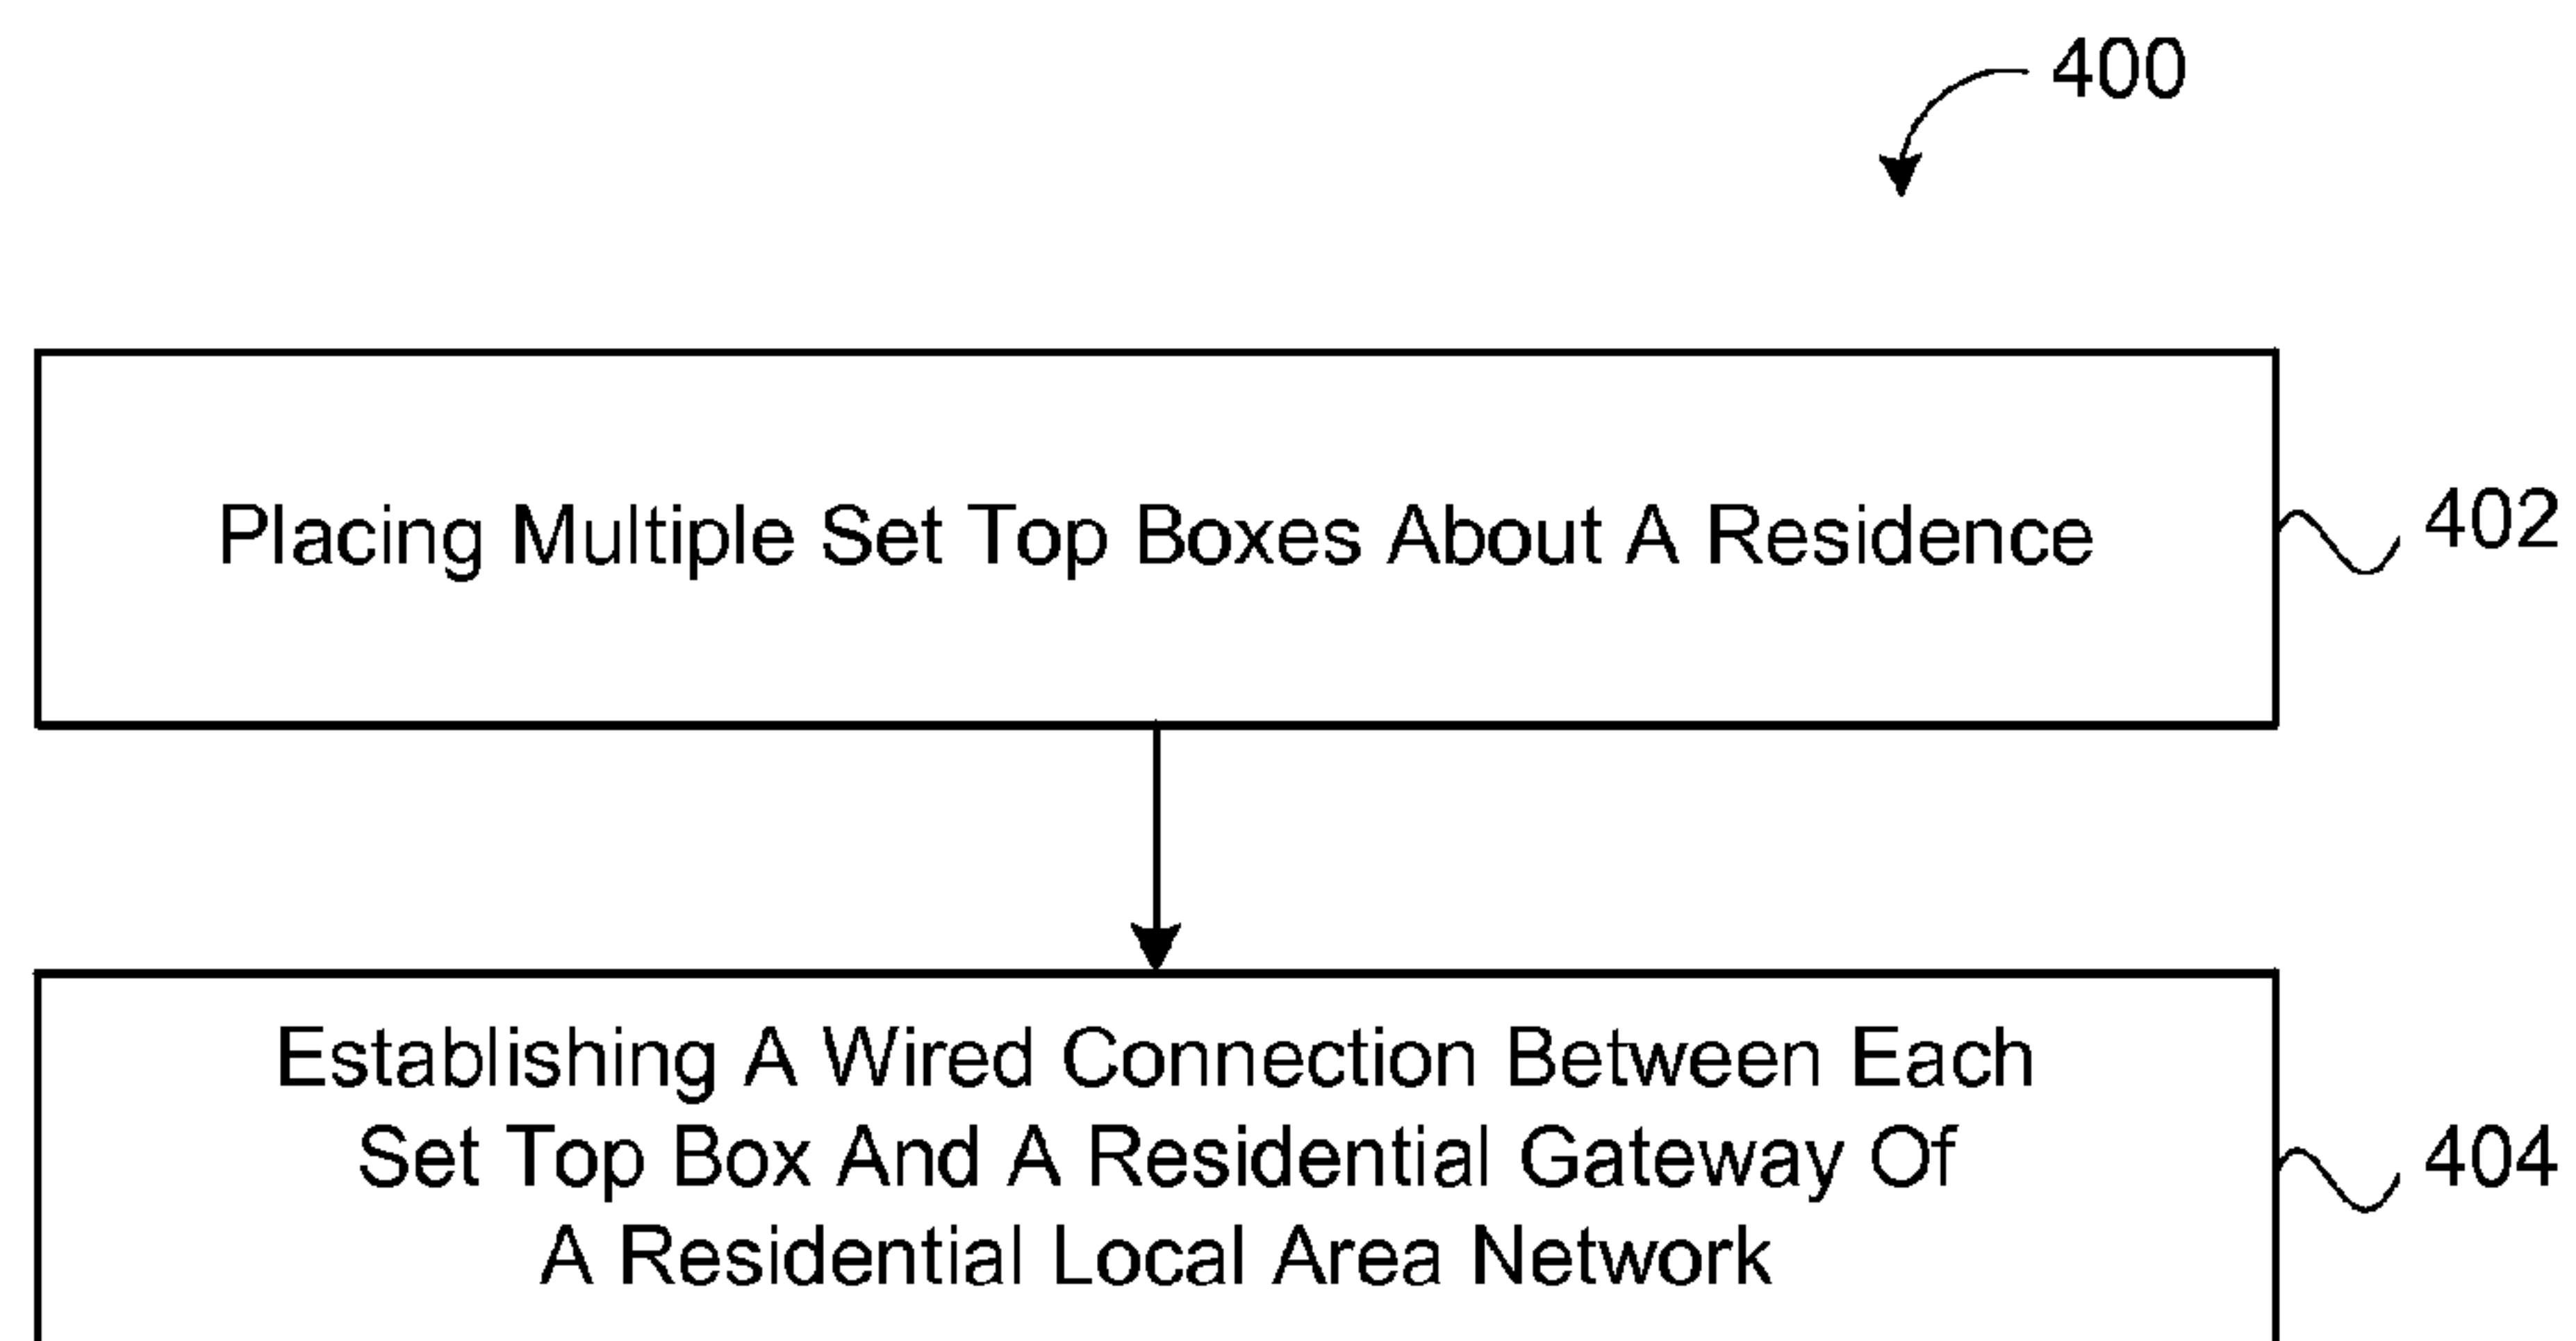 400
Placing Multiple Set Top Boxes About A Residence
402
Establishing A Wired Connection Between Each
Set Top Box And A Residential Gateway Of
A Residential Local Area Network
404